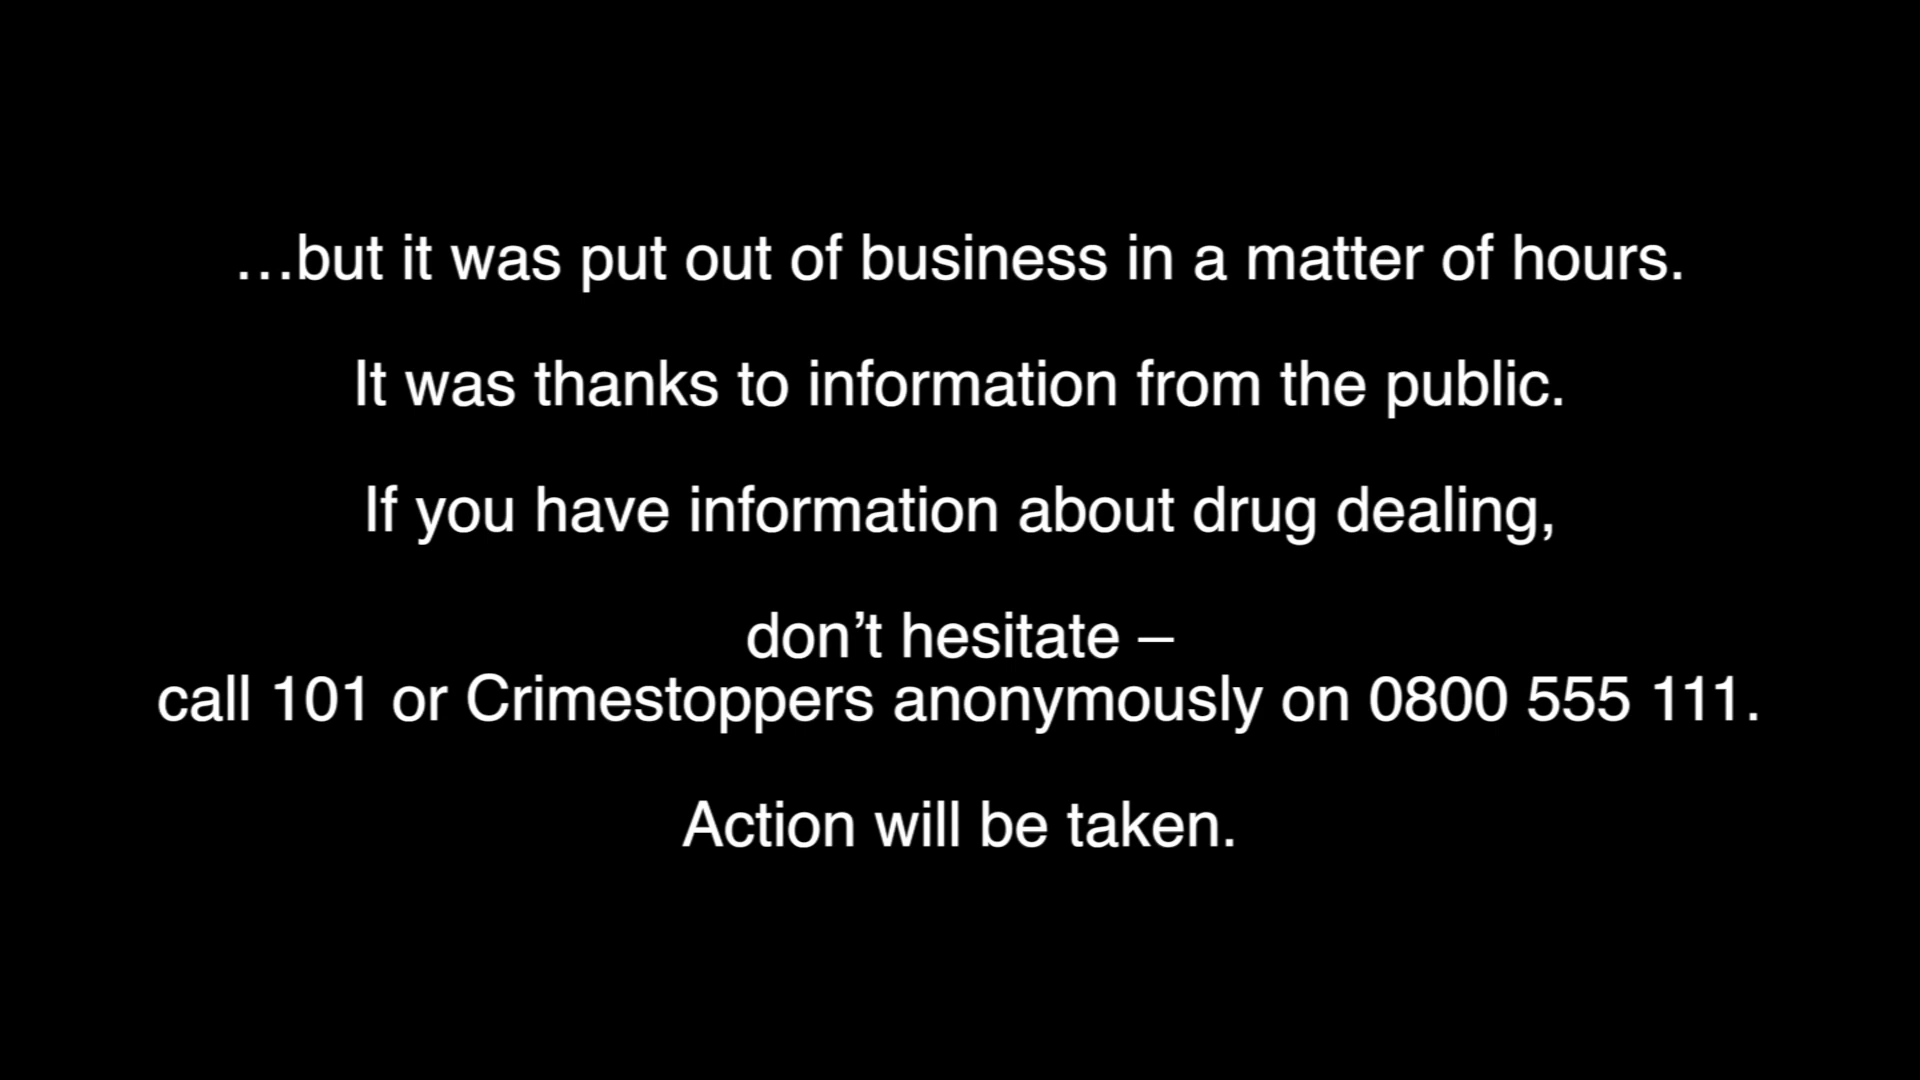 …but it was put out of business in a matter of hours.
It was thanks to information from the public.
If you have information about drug dealing,
don’t hesitate –
call 101 or Crimestoppers anonymously on 0800 555 111.
Action will be taken.